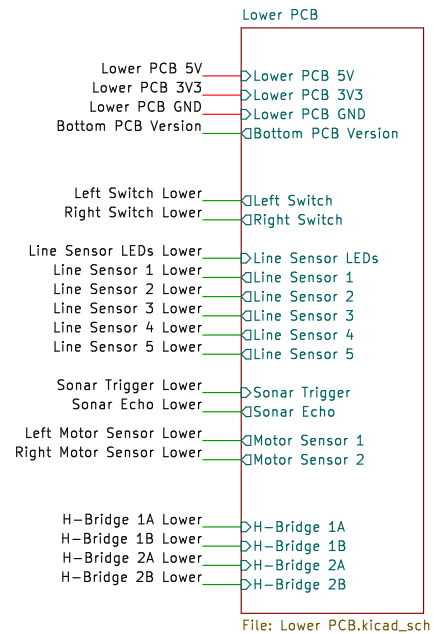 Lower PCB
Lower PCB 5V Lower PCB 5V
Lower PCB 3V3 Lower PCB 3V3
Lower PCB GND Lower PCB GND
Bottom PCB Version Bottom PCB Version
Left Switch Lower Left Switch
Right Switch Lower Right Switch
Line Sensor LEDs Lower Line Sensor LEDs
Line Sensor 1 Lower Line Sensor 1
Line Sensor 2 Lower Line Sensor 2
Line Sensor 3 Lower Line Sensor 3
Line Sensor 4 Lower Line Sensor 4
Line Sensor 5 Lower Line Sensor 5
Sonar Trigger Lower Sonar Trigger
Sonar Echo Lower Sonar Echo
Left Motor Sensor Lower Motor Sensor 1
Right Motor Sensor Lower Motor Sensor 2
H-Bridge 1A Lower H-Bridge 1A
H-Bridge 1B Lower H-Bridge 1B
H-Bridge 2A Lower H-Bridge 2A
H-Bridge 2B Lower H-Bridge 2B
File: Lower PCB.kicad_sch